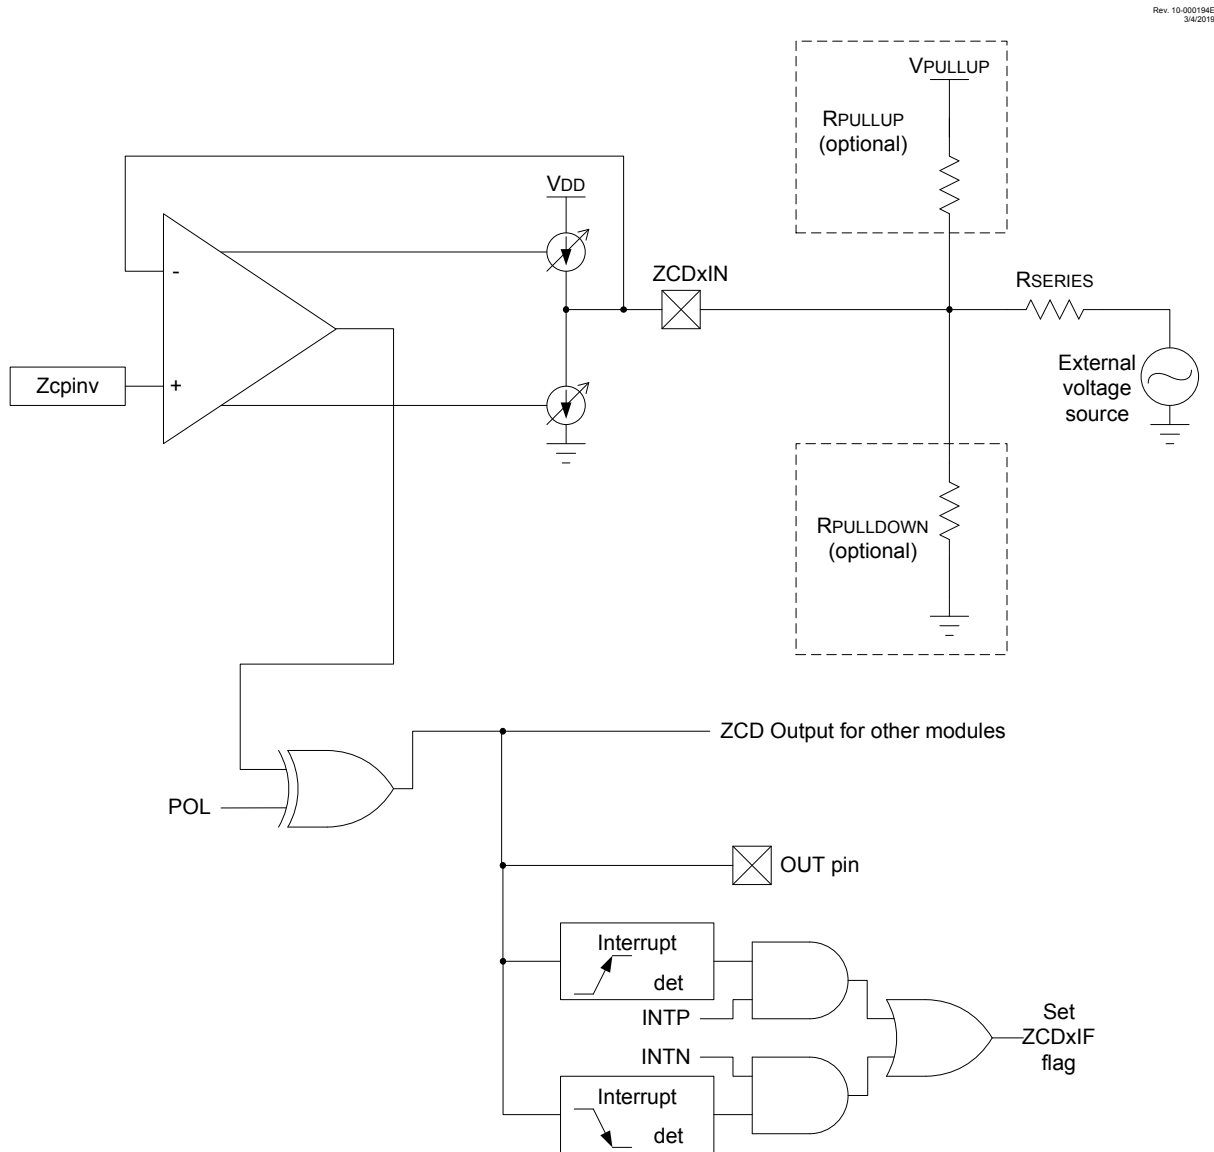 Rev. 10-000194E
3/4/2019
VPULLUP
RPULLUP
(optional)
VDD
ZCDxIN
RSERIES
-
Zcpinv
+
External
voltage
source
RPULLDOWN
(optional)
ZCD Output for other modules
POL
OUT pin
Interrupt
det
INTP
Set
ZCDxIF
flag
INTN
Interrupt
det